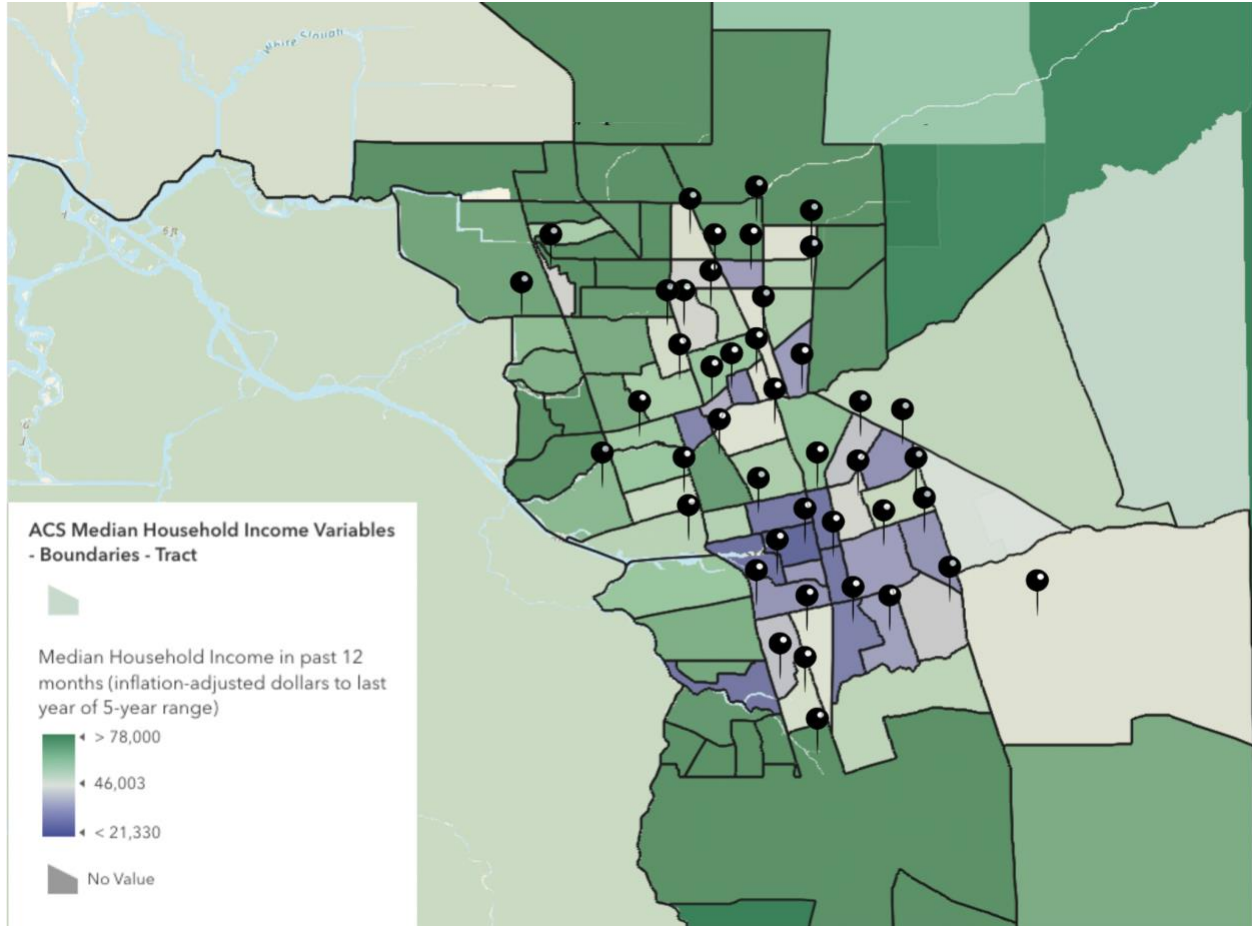 White Slough
ACS Median Household Income Variables
- Boundaries - Tract
Median Household Income in past 12
months (inflation-adjusted dollars to last
year of 5-year range)
> 78,000
46,003
< 21,330
No Value